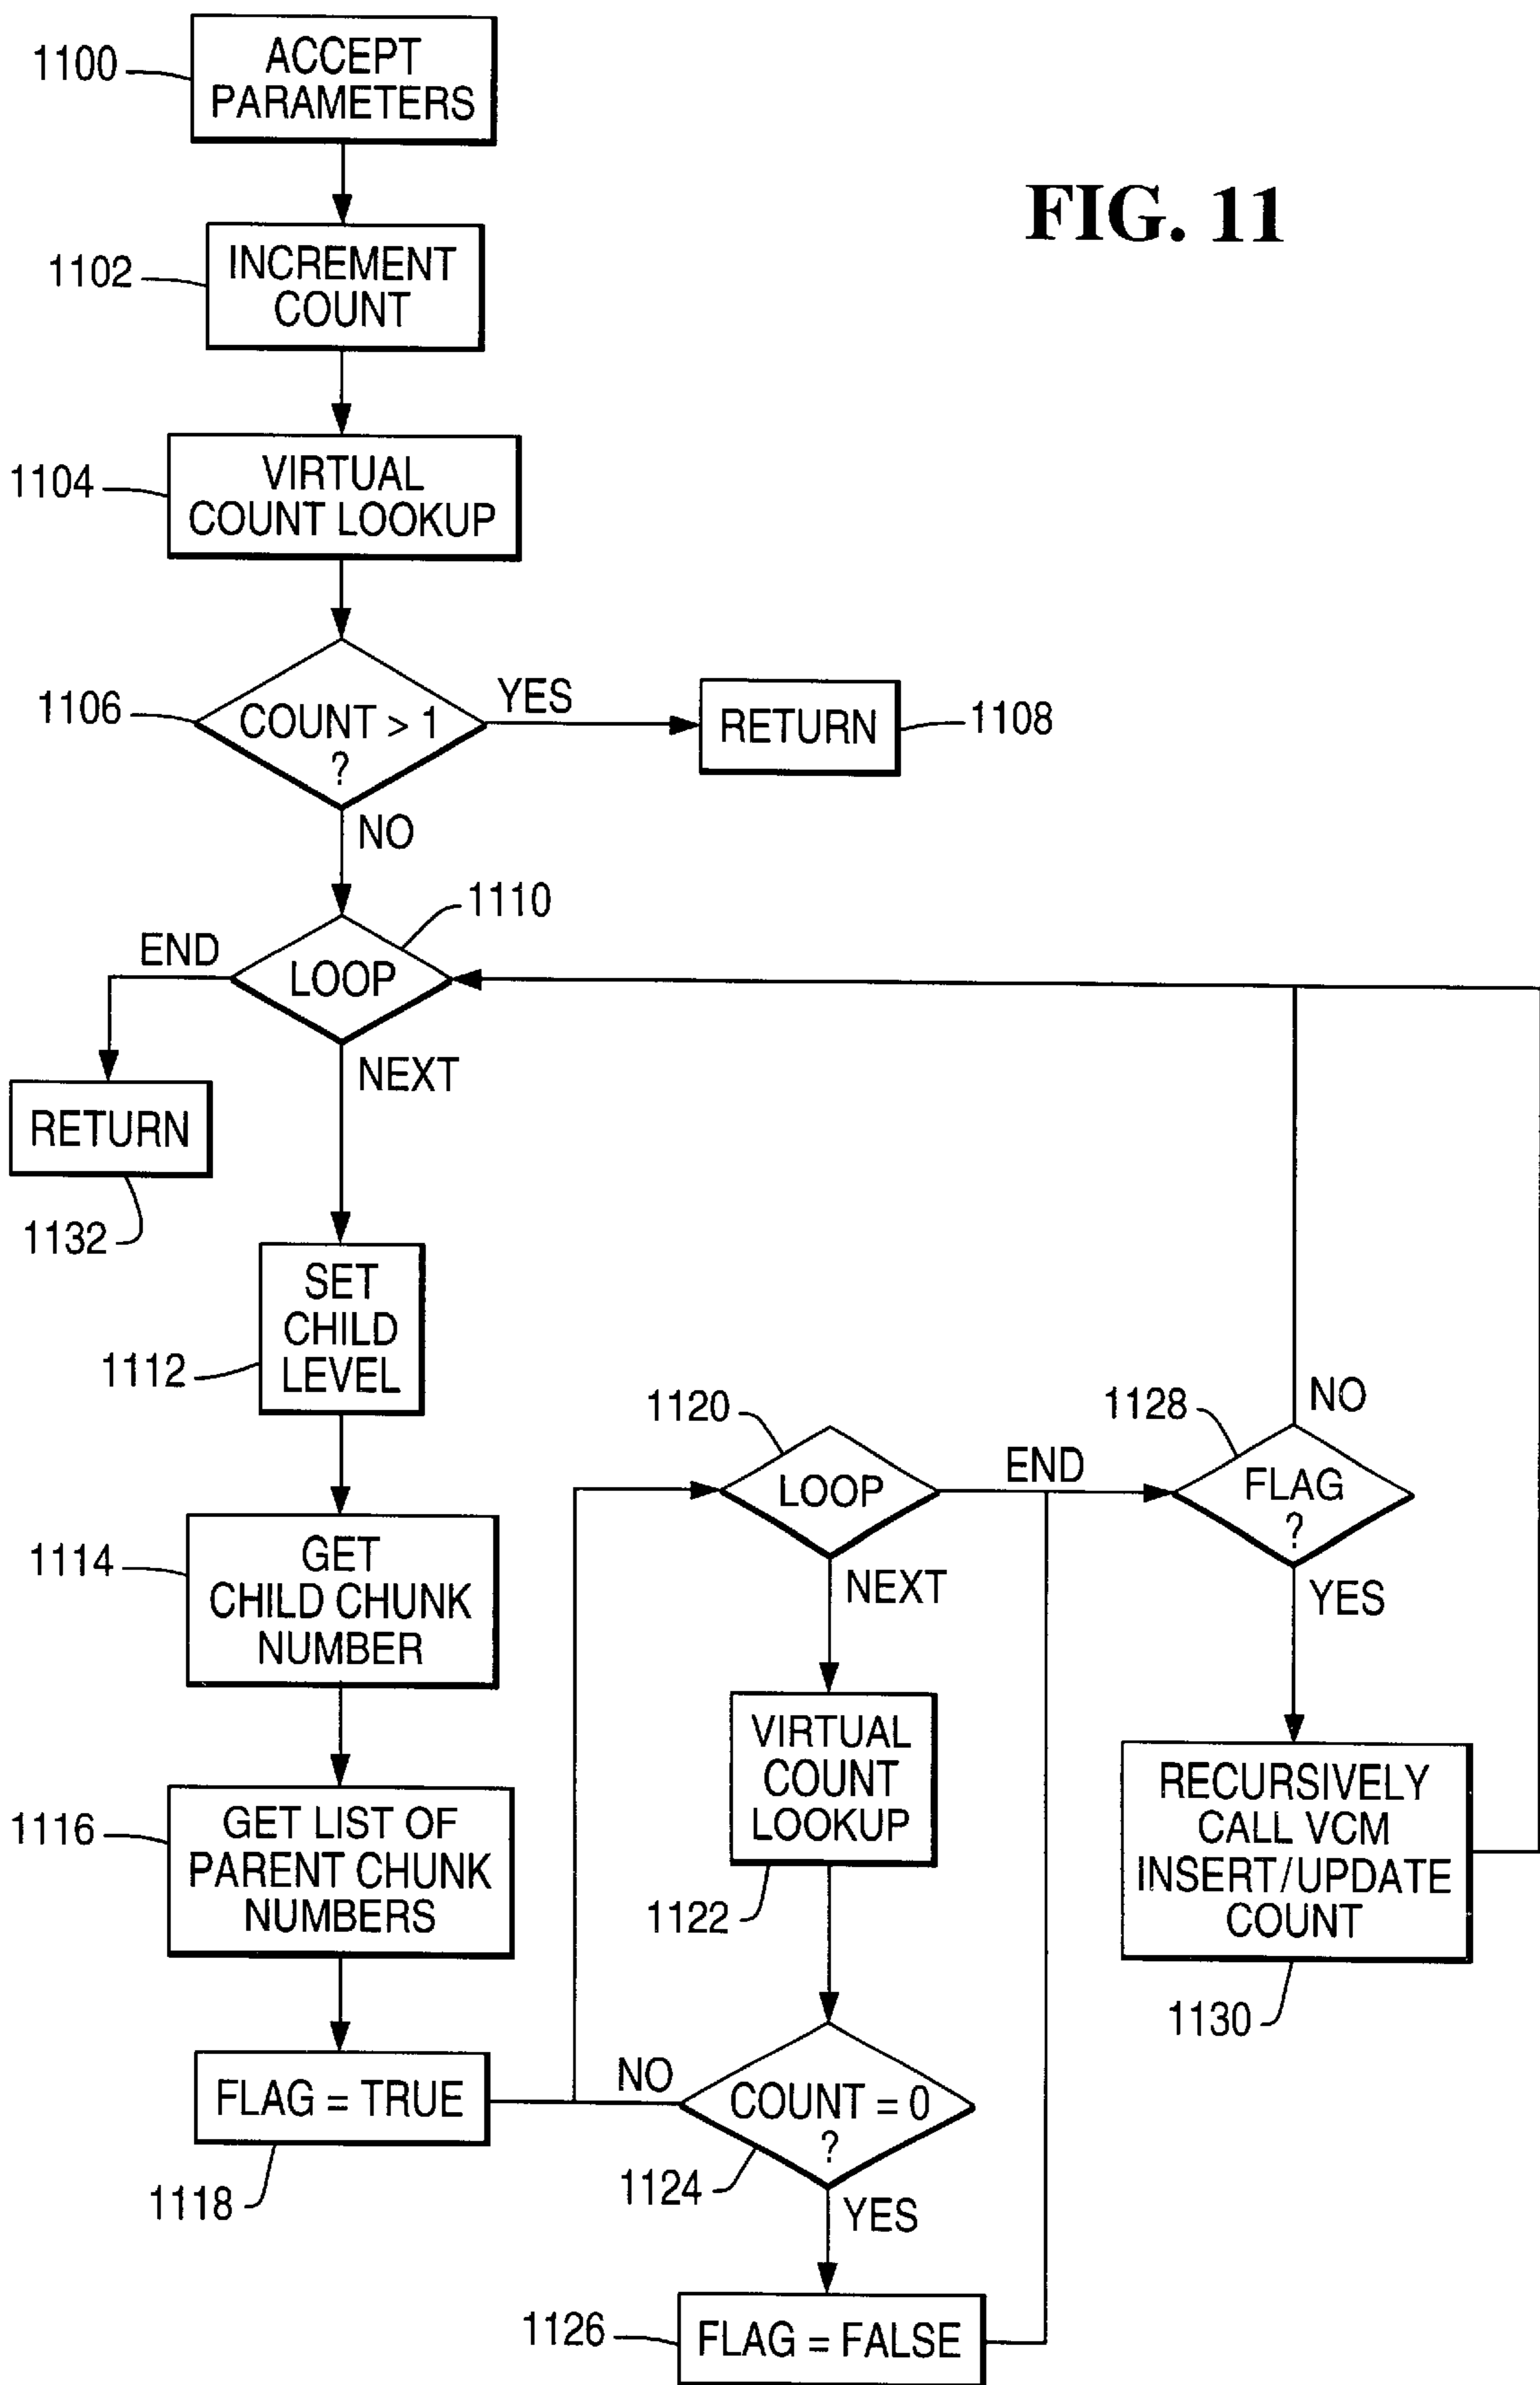 1100
ACCEPT
PARAMETERS
FIG. 11
1102
INCREMENT
COUNT
1104
VIRTUAL
COUNT LOOKUP
1106
COUNT > 1
?
YES
RETURN
1108
NO
1110
END
LOOP
NEXT
RETURN
1132
SET
CHILD
LEVEL
1112
1114
GET
CHILD CHUNK
NUMBER
1116
GET LIST OF
PARENT CHUNK
NUMBERS
FLAG = TRUE
1118
1120
LOOP
END
NEXT
VIRTUAL
COUNT
LOOKUP
1122
NO
COUNT = 0
?
1124
YES
1126
FLAG = FALSE
1128
NO
FLAG
?
YES
RECURSIVELY
CALL VCM
INSERT/UPDATE
COUNT
1130